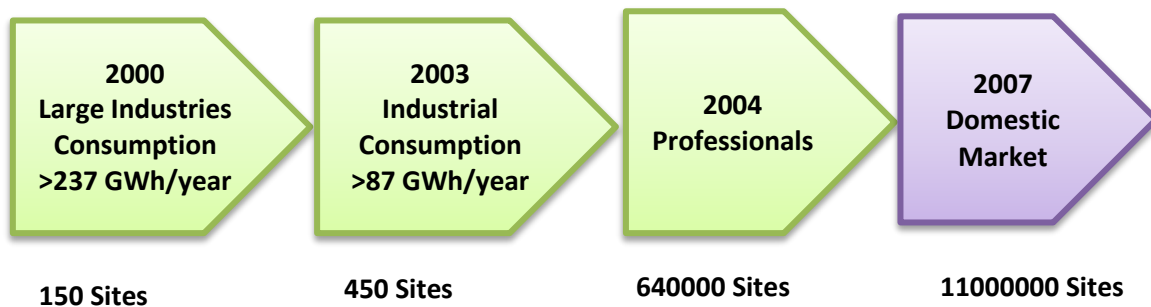 2000
Large Industries
Consumption
>237 GWh/year
2003
Industrial
Consumption
>87 GWh/year
2004
Professionals
2007
Domestic
Market
150 Sites
450 Sites
640000 Sites
11000000 Sites